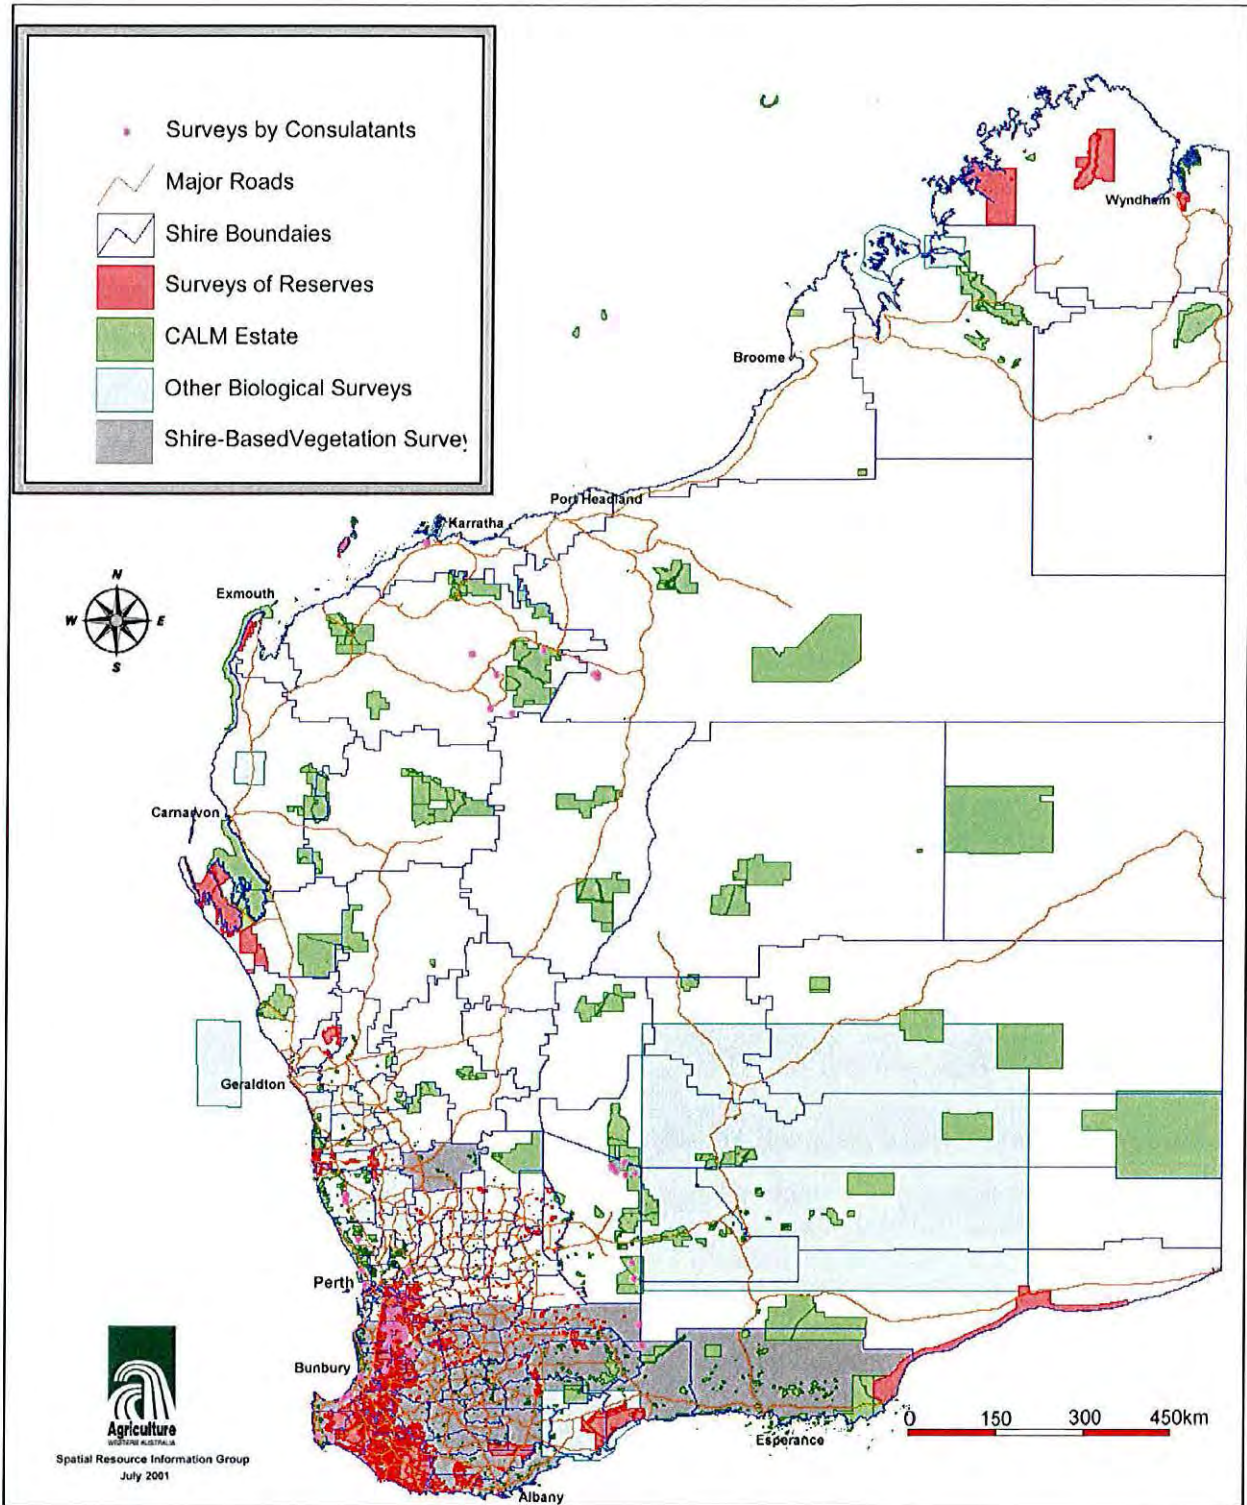 Surveys by Consulatants
Major Roads
Shire Boundaies
Surveys of Reserves
CALM Estate
Other Biological Surveys
Shire-BasedVegetation Survey
Wyndham
Broome
Port Headland
Karratha
Exmouth
N
W
E
S
Carnarvon
Geraldton
Perth
Bunbury
Esperance
Albany
0 150 300 450km
Agriculture
WESTERN AUSTRALIA
Spatial Resource Information Group
July 2001